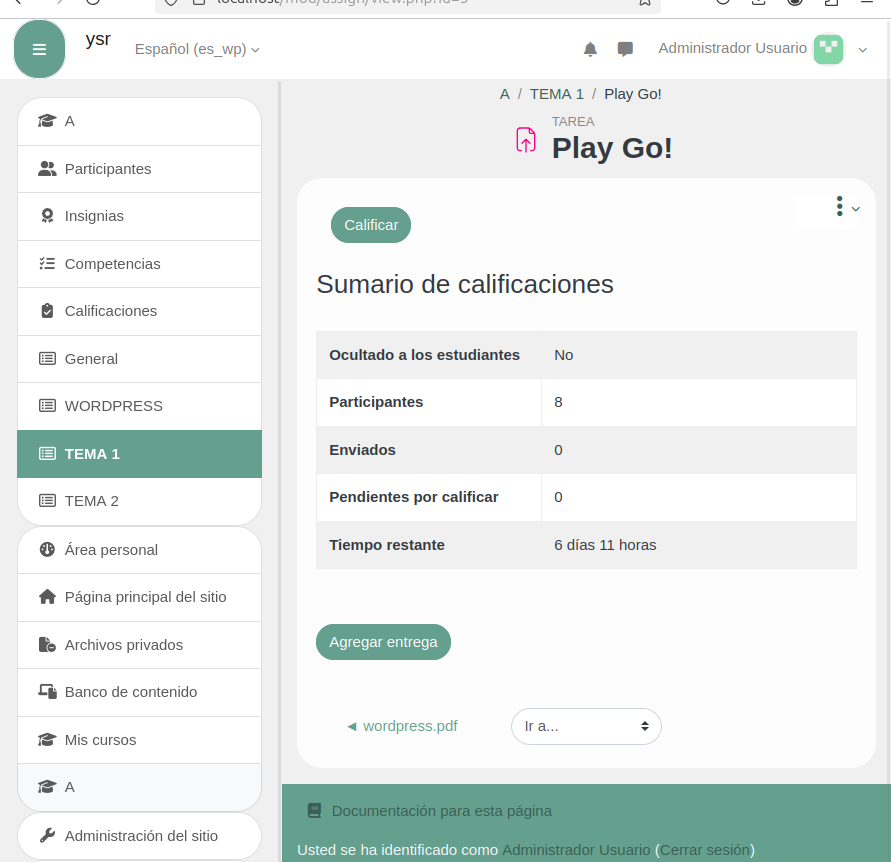 localhost/mod/assign/view.php?id=3
ysr
Español (es_wp)
Administrador Usuario
A
Participantes
Insignias
Competencias
Calificaciones
General
WORDPRESS
TEMA 1
TEMA 2
Área personal
Página principal del sitio
Archivos privados
Banco de contenido
Mis cursos
A
Administración del sitio
A / TEMA 1 / Play Go!
TAREA
Play Go!
Calificar
Sumario de calificaciones
Ocultado a los estudiantes No
Participantes 8
Enviados 0
Pendientes por calificar 0
Tiempo restante 6 días 11 horas
Agregar entrega
◄ wordpress.pdf
Ir a...
Documentación para esta página
Usted se ha identificado como Administrador Usuario (Cerrar sesión)